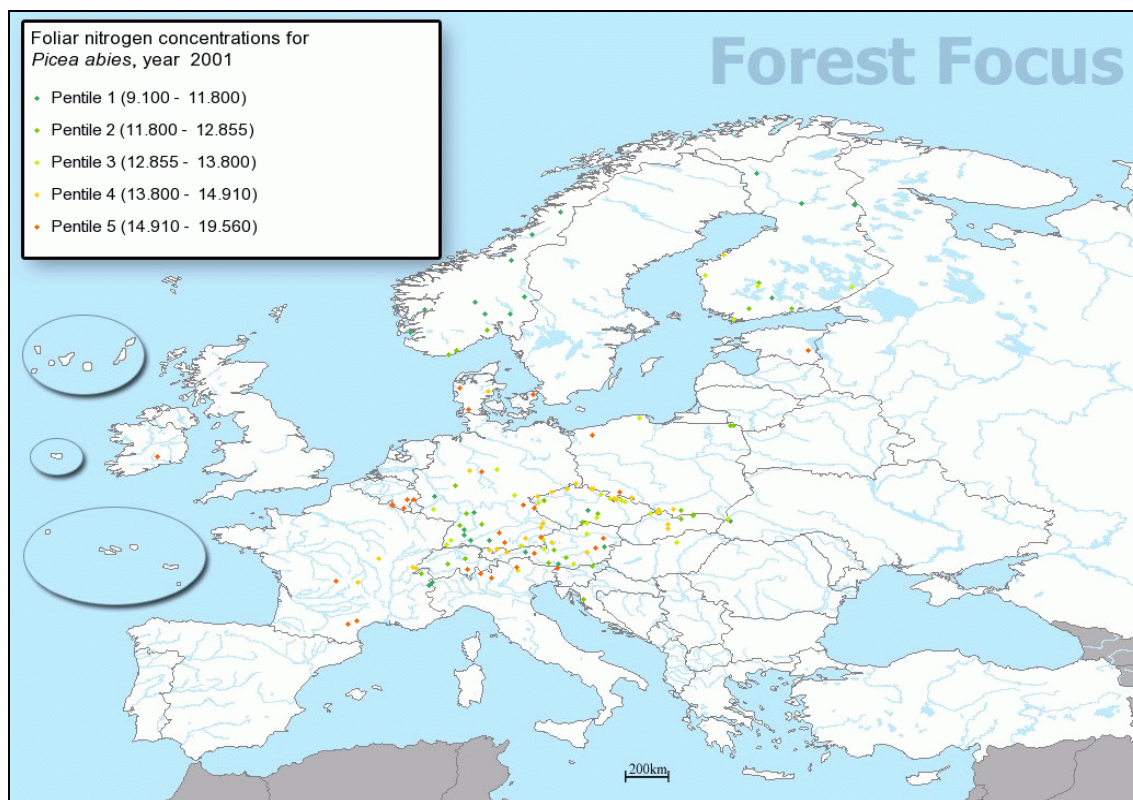 Foliar nitrogen concentrations for
Picea abies, year 2001
Pentile 1 (9.100 - 11.800)
Pentile 2 (11.800 - 12.855)
Pentile 3 (12.855 - 13.800)
Pentile 4 (13.800 - 14.910)
Pentile 5 (14.910 - 19.560)
Forest Focus
200km